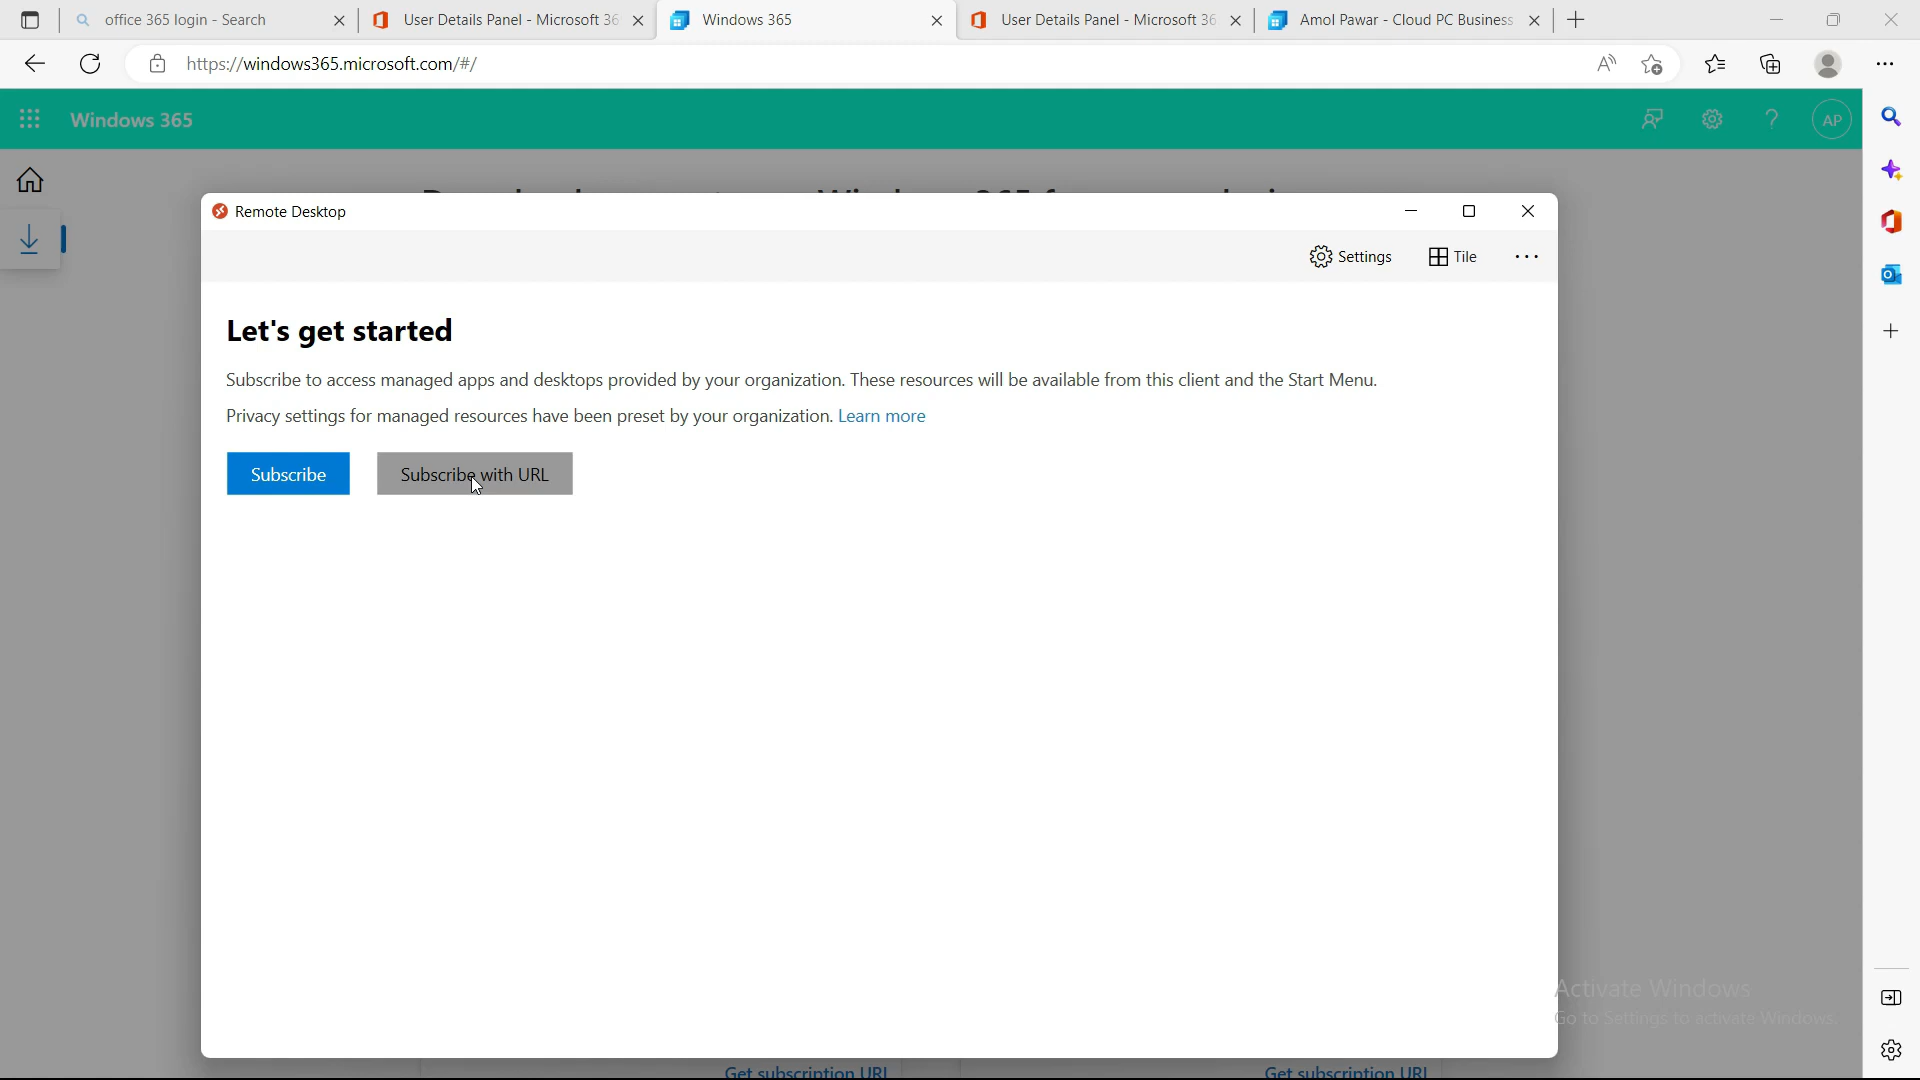 office 365 login - Search
User Details Panel - Microsoft 36
Windows 365
User Details Panel - Microsoft 36
Amol Pawar - Cloud PC Business
https://windows365.microsoft.com/#/
Windows 365
AP
Remote Desktop
Settings
Tile
Let's get started
Subscribe to access managed apps and desktops provided by your organization. These resources will be available from this client and the Start Menu.
Privacy settings for managed resources have been preset by your organization. Learn more
Subscribe
Subscribe with URL
Activate Windows
Go to Settings to activate Windows.
Get subscription URL
Get subscription URL